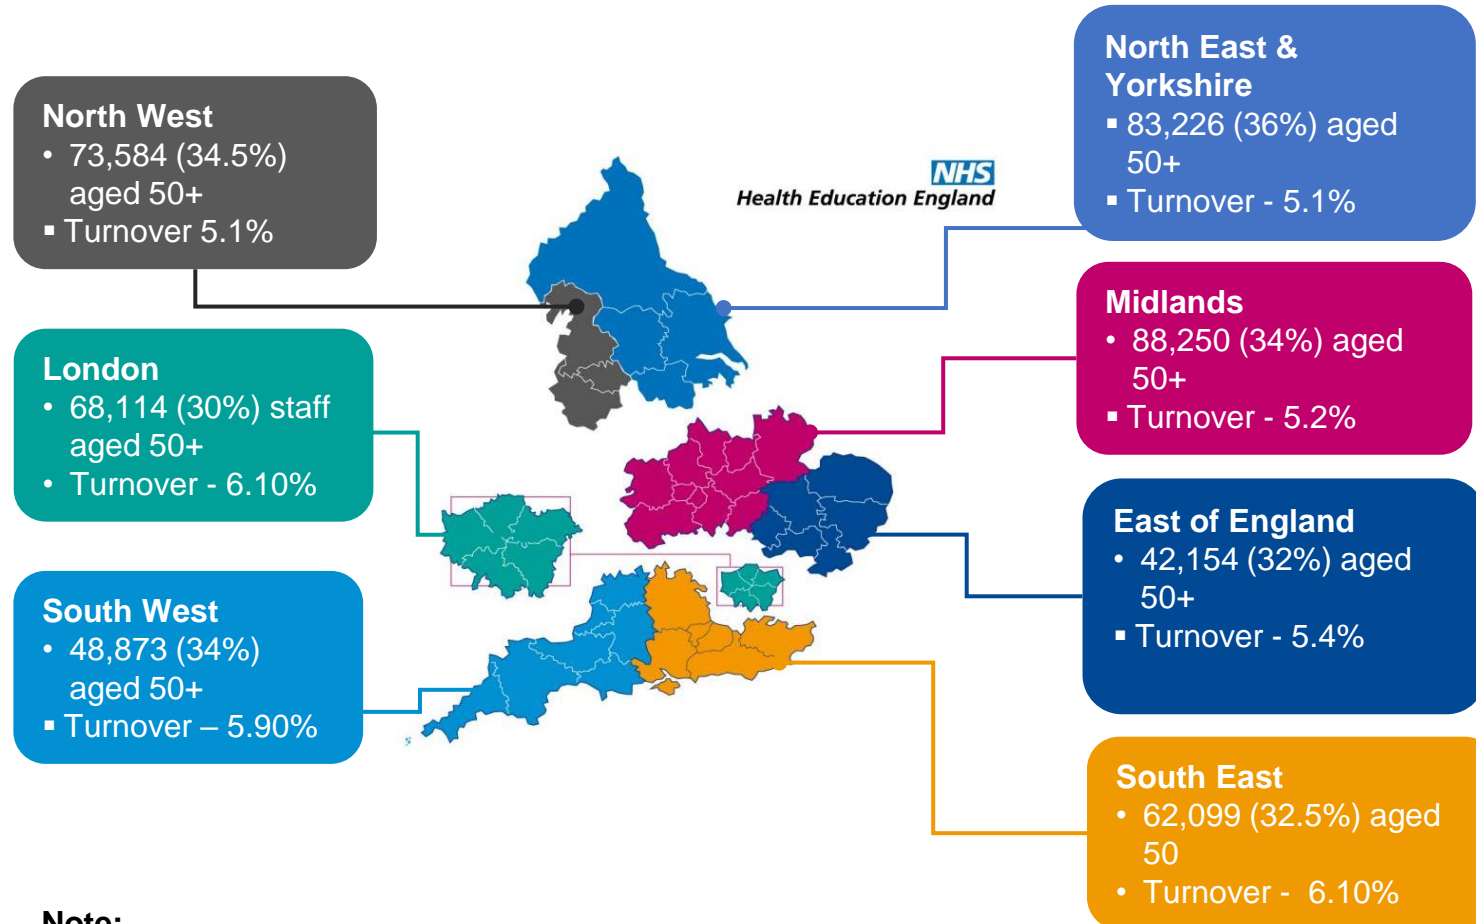 North West
• 73,584 (34.5%)
aged 50+
▪ Turnover 5.1%
London
• 68,114 (30%) staff
aged 50+
• Turnover - 6.10%
South West
• 48,873 (34%)
aged 50+
▪ Turnover – 5.90%
NHS
Health Education England
North East &
Yorkshire
▪ 83,226 (36%) aged
50+
▪ Turnover - 5.1%
Midlands
• 88,250 (34%) aged
50+
▪ Turnover - 5.2%
East of England
• 42,154 (32%) aged
50+
▪ Turnover - 5.4%
South East
• 62,099 (32.5%) aged
50
• Turnover -  6.10%
Note: